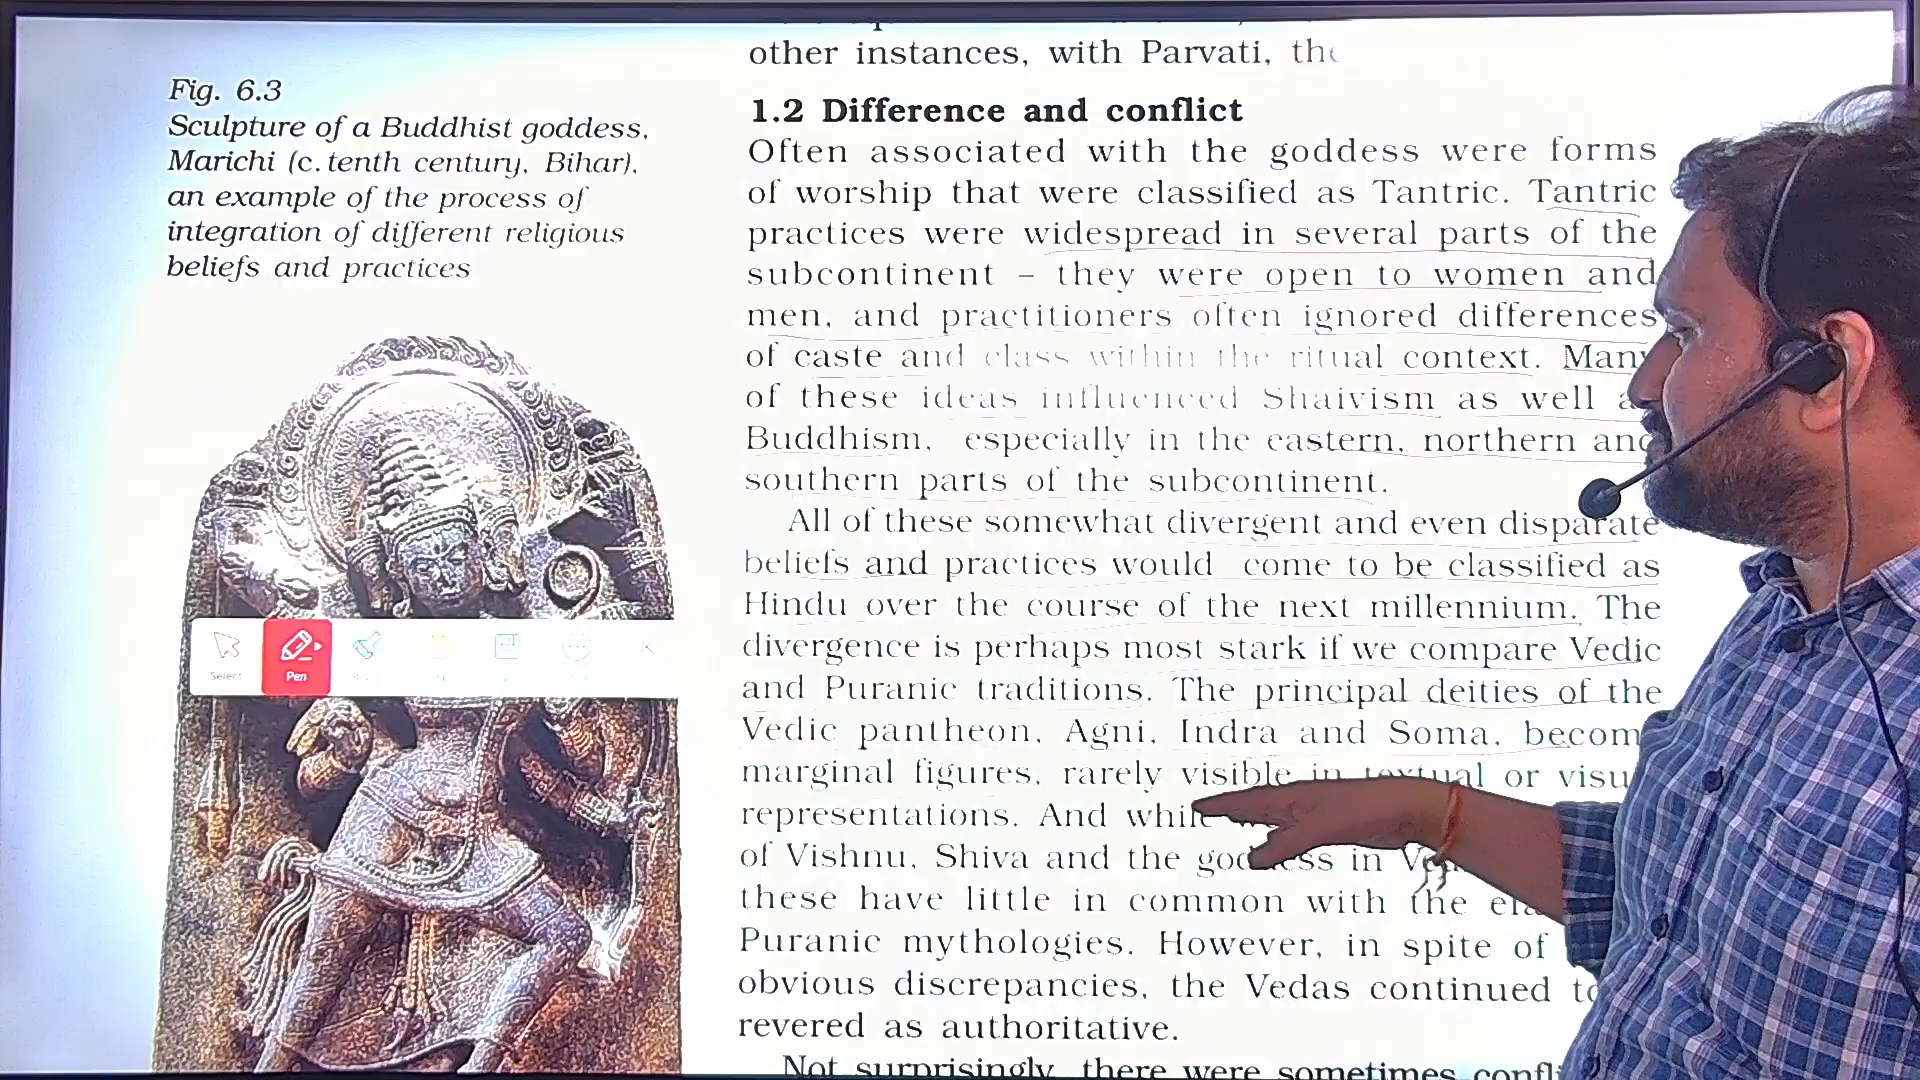 other instances, with Parvati, the
Fig. 6.3
Sculpture of a Buddhist goddess,
Marichi (c. tenth century, Bihar),
an example of the process of
integration of different religious
beliefs and practices
1.2 Difference and conflict
Often associated with the goddess were forms
of worship that were classified as Tantric. Tantric
practices were widespread in several parts of the
subcontinent – they were open to women and
men, and practitioners often ignored differences
of caste and class within the ritual context. Many
of these ideas influenced Shaivism as well
Buddhism, especially in the eastern, northern and
southern parts of the subcontinent.
All of these somewhat divergent and even disparate
beliefs and practices would come to be classified as
Hindu over the course of the next millennium. The
divergence is perhaps most stark if we compare Vedic
and Puranic traditions. The principal deities of the
Vedic pantheon, Agni, Indra and Soma, become
marginal figures, rarely visible in textual or
representations. And while
of Vishnu, Shiva and the goddess in
these have little in common with the
Puranic mythologies. However, in spite of
obvious discrepancies, the Vedas continued to
revered as authoritative.
Not surprisingly, there were sometimes
Select
Pen